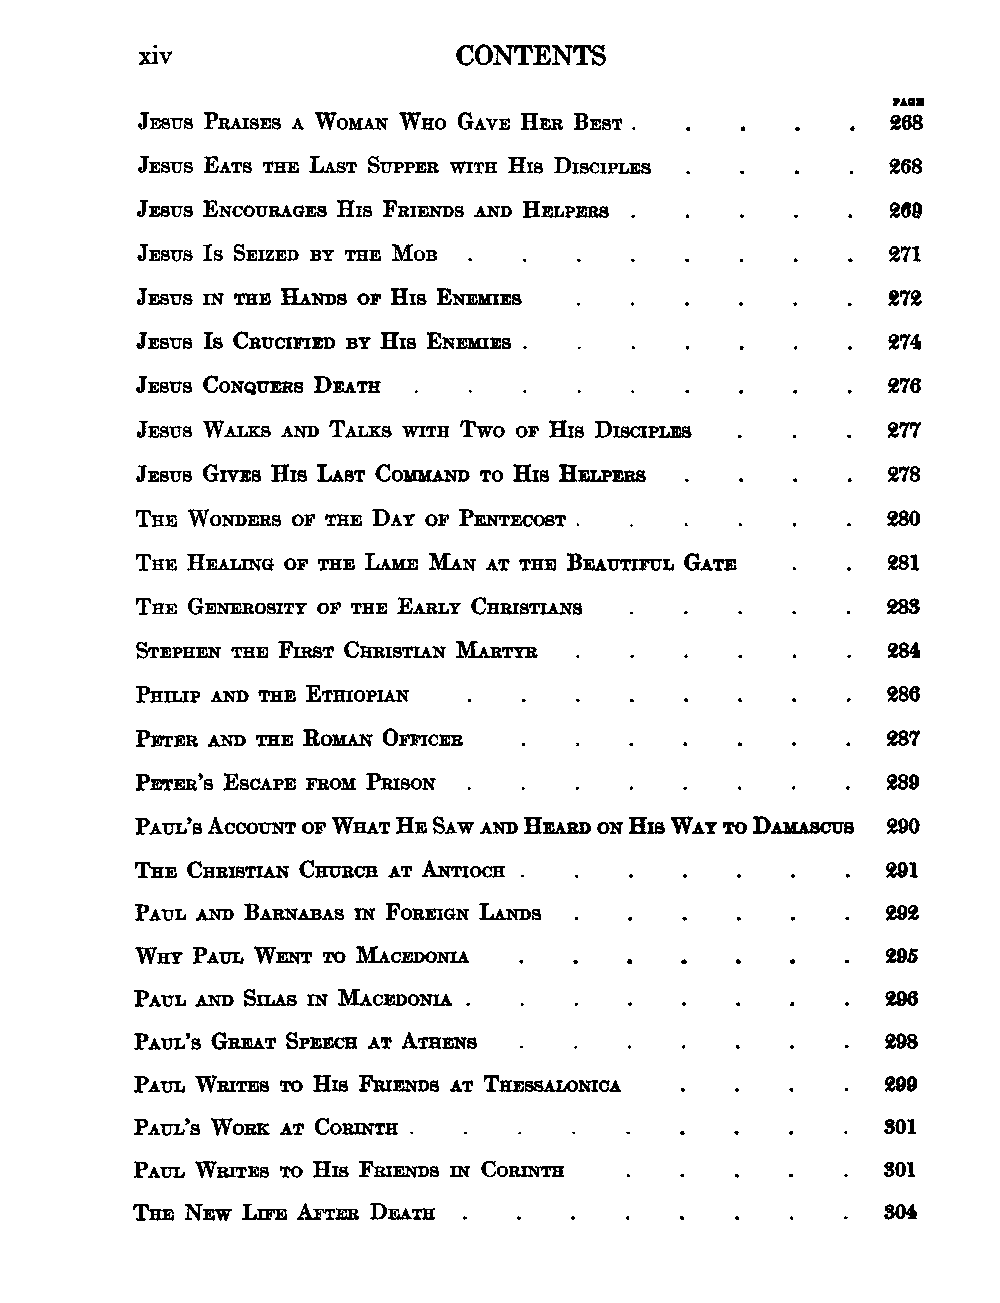 xiv CONTENTS
PAGE
Jesus Praises a Woman Who Gave Her Best . . . . . 268
Jesus Eats the Last Supper with His Disciples . . . . 268
Jesus Encourages His Friends and Helpers . . . . . 269
Jesus Is Seized by the Mob . . . . . . . . 271
Jesus in the Hands of His Enemies . . . . . . 272
Jesus Is Crucified by His Enemies . . . . . . . 274
Jesus Conquers Death . . . . . . . . . 276
Jesus Walks and Talks with Two of His Disciples . . . 277
Jesus Gives His Last Command to His Helpers . . . . 278
The Wonders of the Day of Pentecost . . . . . . 280
The Healing of the Lame Man at the Beautiful Gate . . 281
The Generosity of the Early Christians . . . . . 283
Stephen the First Christian Martyr . . . . . . 284
Philip and the Ethiopian . . . . . . . . 286
Peter and the Roman Officer . . . . . . . 287
Peter's Escape from Prison . . . . . . . . 289
Paul's Account of What He Saw and Heard on His Way to Damascus 290
The Christian Church at Antioch . . . . . . . 291
Paul and Barnabas in Foreign Lands . . . . . . 292
Why Paul Went to Macedonia . . . . . . . 295
Paul and Silas in Macedonia . . . . . . . . 296
Paul's Great Speech at Athens . . . . . . . 298
Paul Writes to His Friends at Thessalonica . . . . 299
Paul's Work at Corinth . . . . . . . . . 301
Paul Writes to His Friends in Corinth . . . . . 301
The New Life After Death . . . . . . . . 304